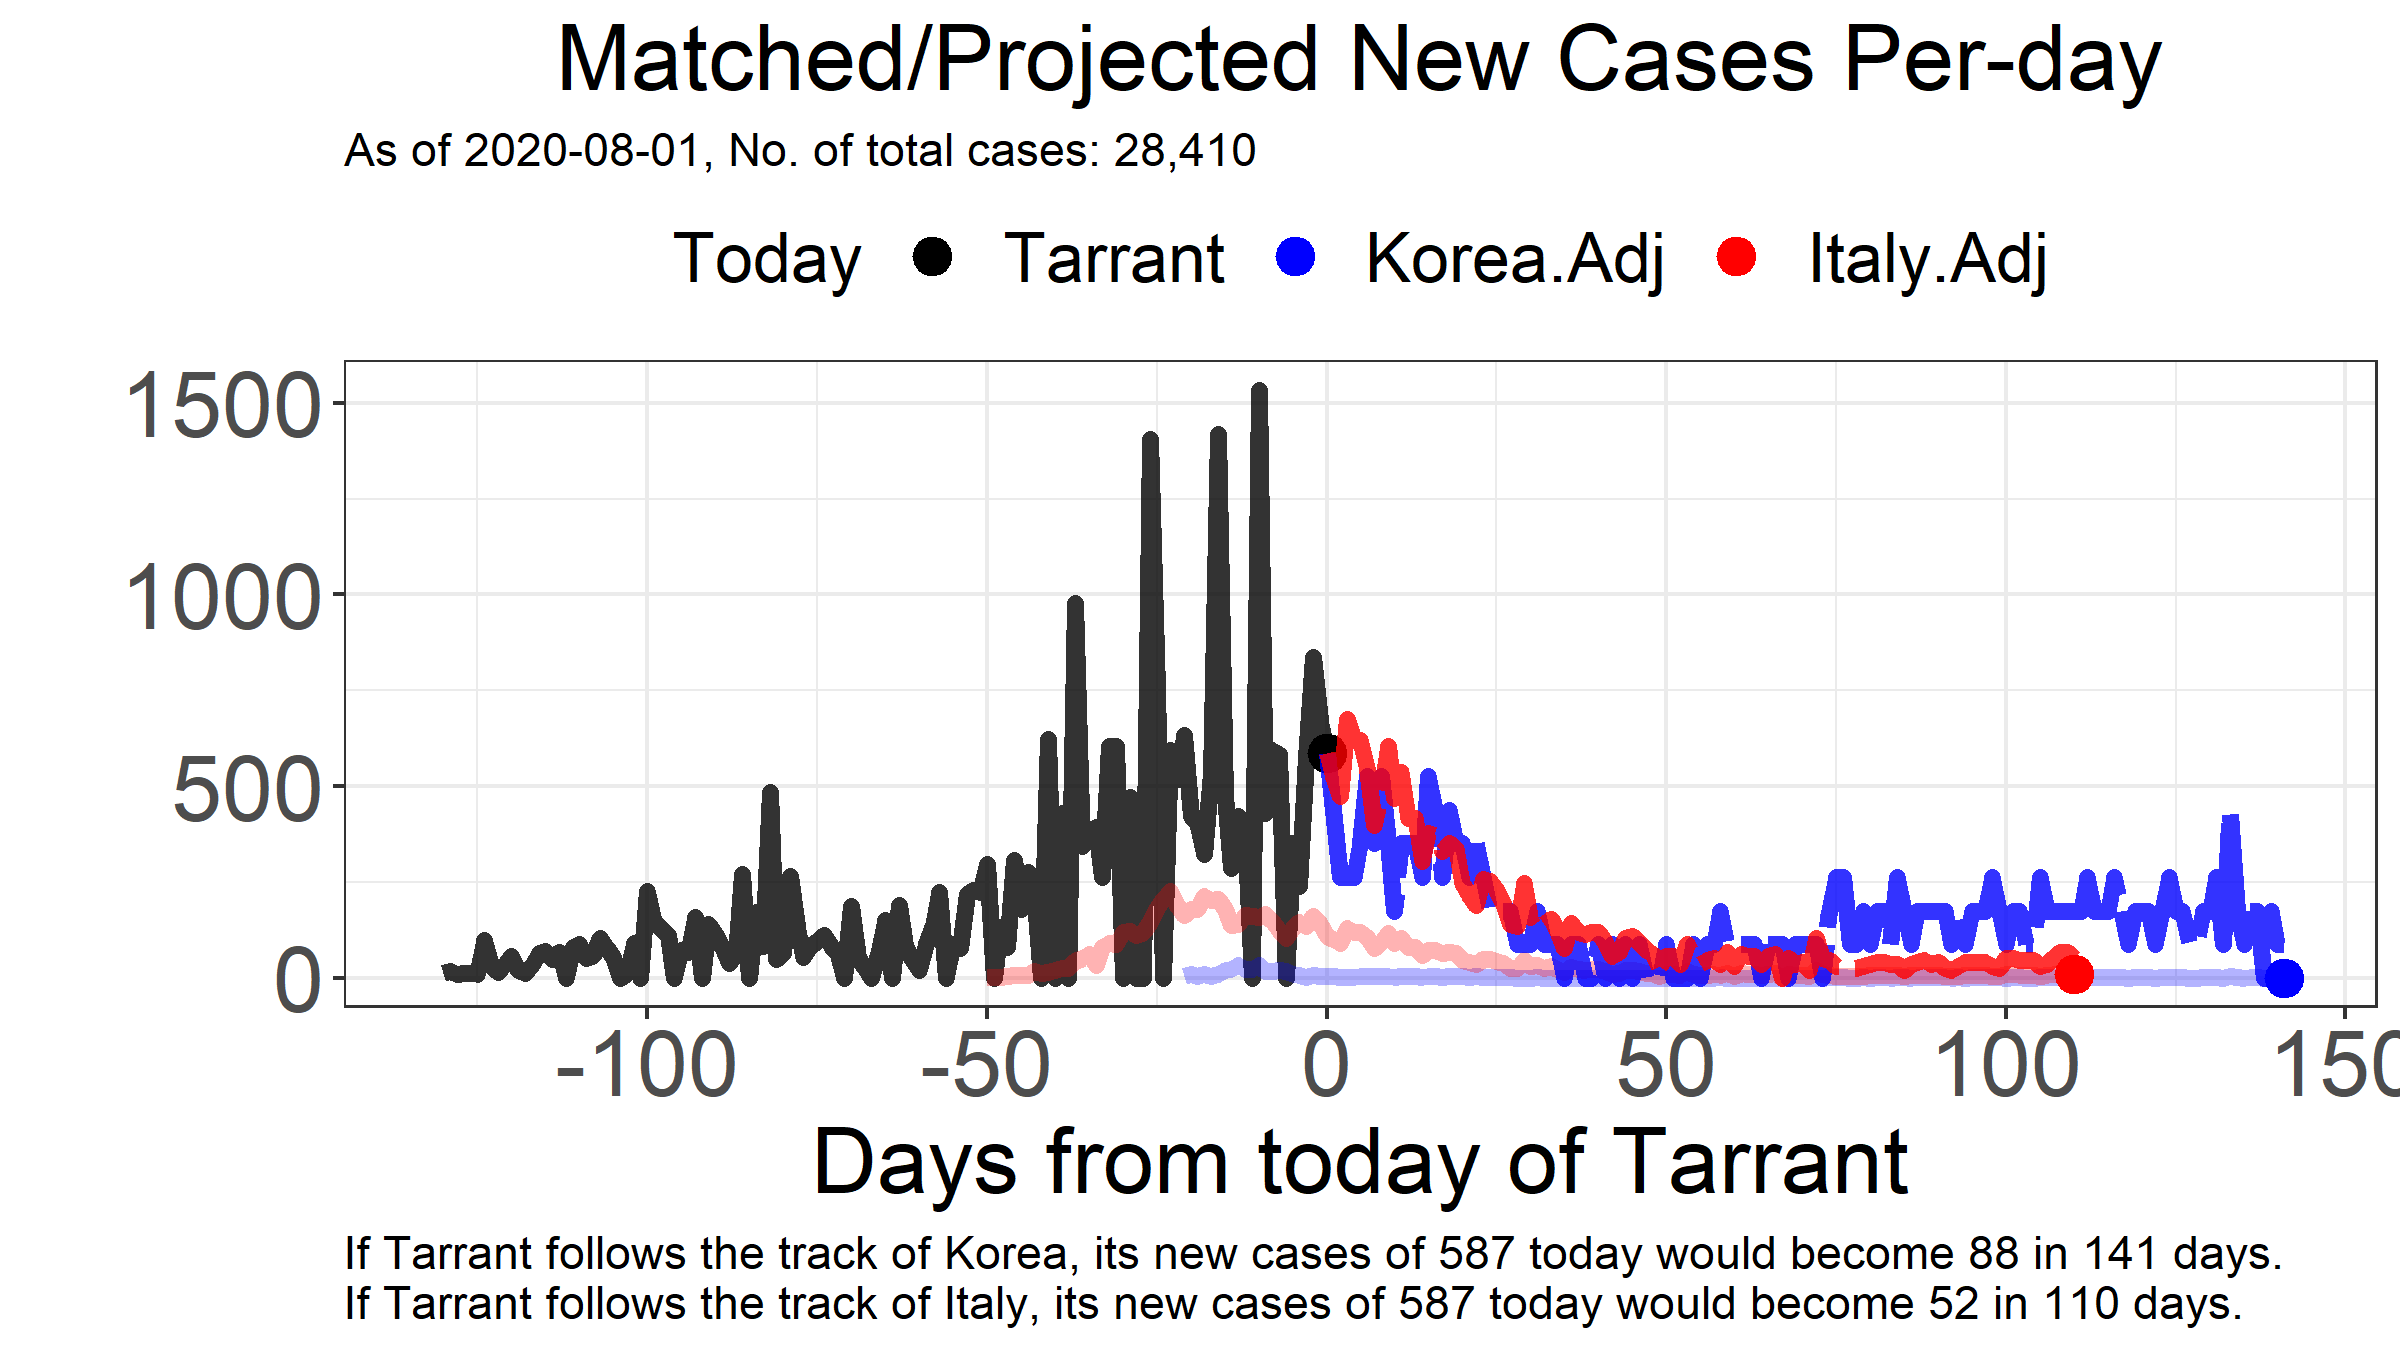 Matched/Projected New Cases Per-day
As of 2020-08-01, No. of total cases: 28,410
Today Tarrant Korea.Adj Italy.Adj
1500
1000
500
0
-100 -50 0 50 100 150
Days from today of Tarrant
If Tarrant follows the track of Korea, its new cases of 587 today would become 88 in 141 days.
If Tarrant follows the track of Italy, its new cases of 587 today would become 52 in 110 days.